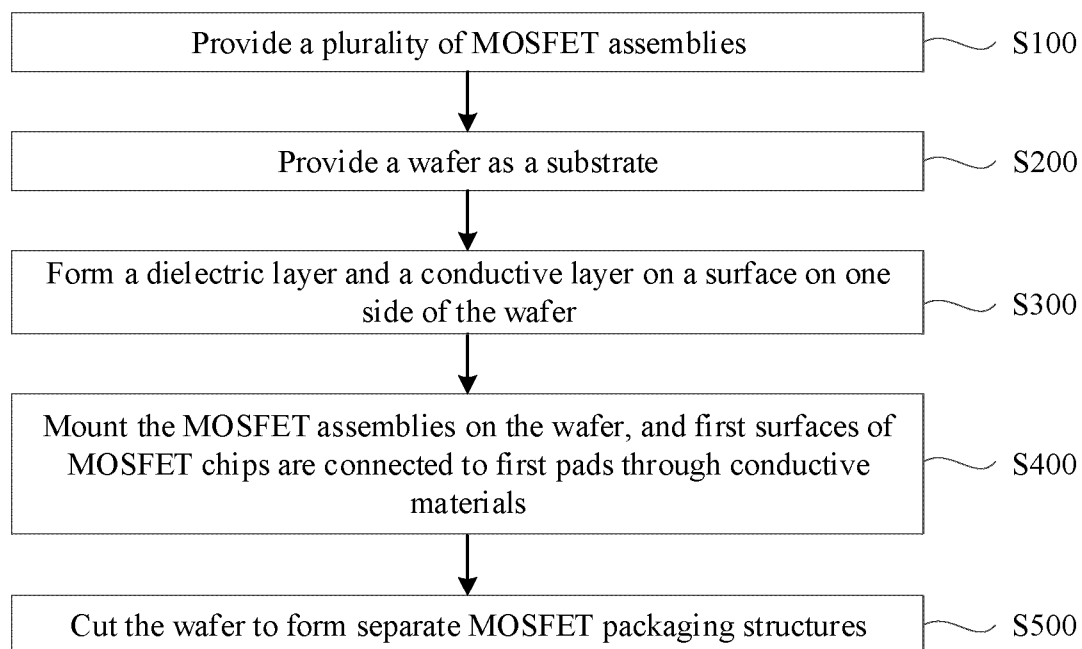 Provide a plurality of MOSFET assemblies
S100
Provide a wafer as a substrate
S200
Form a dielectric layer and a conductive layer on a surface on one
side of the wafer
S300
Mount the MOSFET assemblies on the wafer, and first surfaces of
MOSFET chips are connected to first pads through conductive
materials
S400
Cut the wafer to form separate MOSFET packaging structures
S500